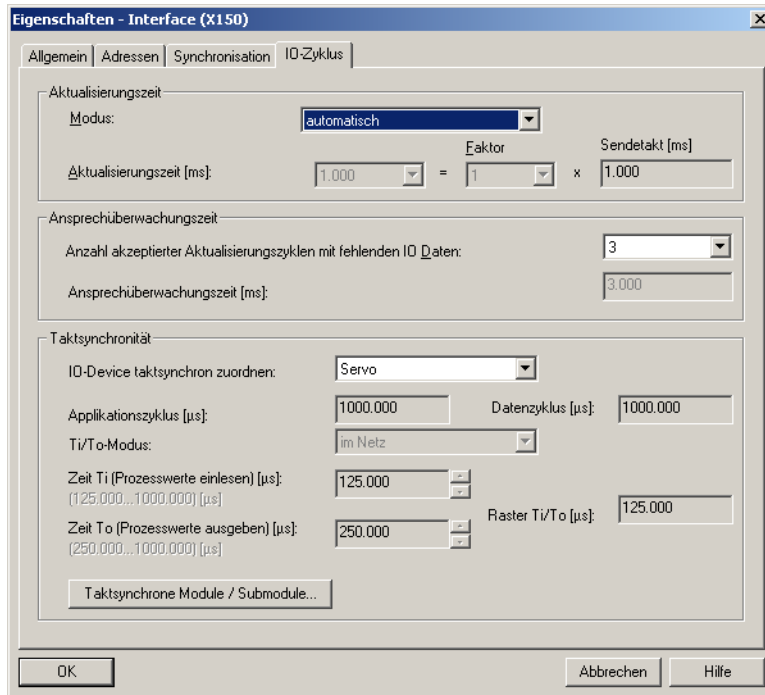 Eigenschaften - Interface (X150)
Allgemein Adressen Synchronisation IO-Zyklus
Aktualisierungszeit
Modus: automatisch
Faktor Sendetakt [ms]
Aktualisierungszeit [ms]: 1.000 = 1 x 1.000
Ansprechüberwachungszeit
Anzahl akzeptierter Aktualisierungszyklen mit fehlenden IO Daten: 3
Ansprechüberwachungszeit [ms]: 3.000
Taktsynchronität
IO-Device taktsynchron zuordnen: Servo
Applikationszyklus [µs]: 1000.000 Datenzyklus [µs]: 1000.000
Ti/To-Modus: im Netz
Zeit Ti (Prozesswerte einlesen) [µs]: 125.000
(125.000...1000.000) [µs]
Raster Ti/To [µs]: 125.000
Zeit To (Prozesswerte ausgeben) [µs]: 250.000
(250.000...1000.000) [µs]
Taktsynchrone Module / Submodule...
OK Abbrechen Hilfe